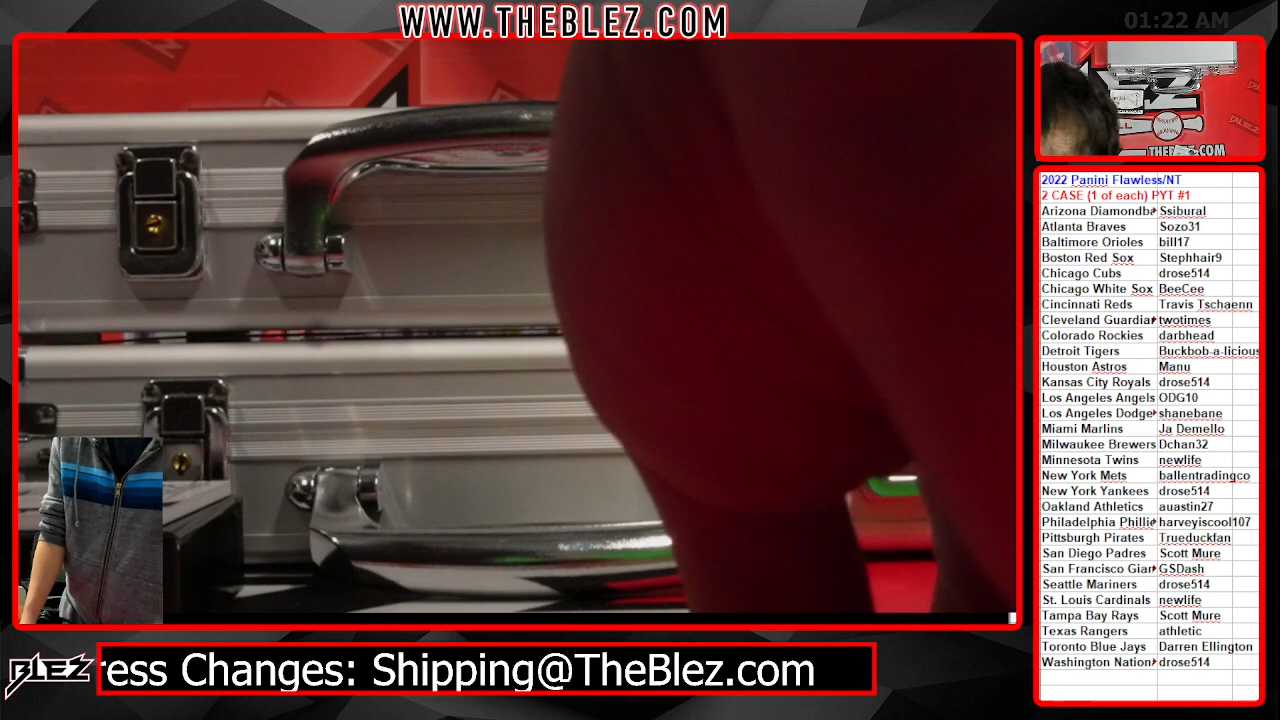 WWW.THEBLEZ.COM
01:22 AM
THEBLEZ.COM
2022 Panini Flawless/NT
2 CASE (1 of each) PYT #1
Arizona Diamondba Ssibural
Atlanta Braves Sozo31
Baltimore Orioles bill17
Boston Red Sox Stephhair9
Chicago Cubs drose514
Chicago White Sox BeeCee
Cincinnati Reds Travis Tschaenn
Cleveland Guardian twotimes
Colorado Rockies darbhead
Detroit Tigers Buckbob-a-licious
Houston Astros Manu
Kansas City Royals drose514
Los Angeles Angels ODG10
Los Angeles Dodge shanebane
Miami Marlins Ja Demello
Milwaukee Brewers Dchan32
Minnesota Twins newlife
New York Mets ballentradingco
New York Yankees drose514
Oakland Athletics auastin27
Philadelphia Phillie harveyiscool107
Pittsburgh Pirates Trueduckfan
San Diego Padres Scott Mure
San Francisco Gian GSDash
Seattle Mariners drose514
St. Louis Cardinals newlife
Tampa Bay Rays Scott Mure
Texas Rangers athletic
Toronto Blue Jays Darren Ellington
Washington Nation drose514
BLEZ
ress Changes: Shipping@TheBlez.com